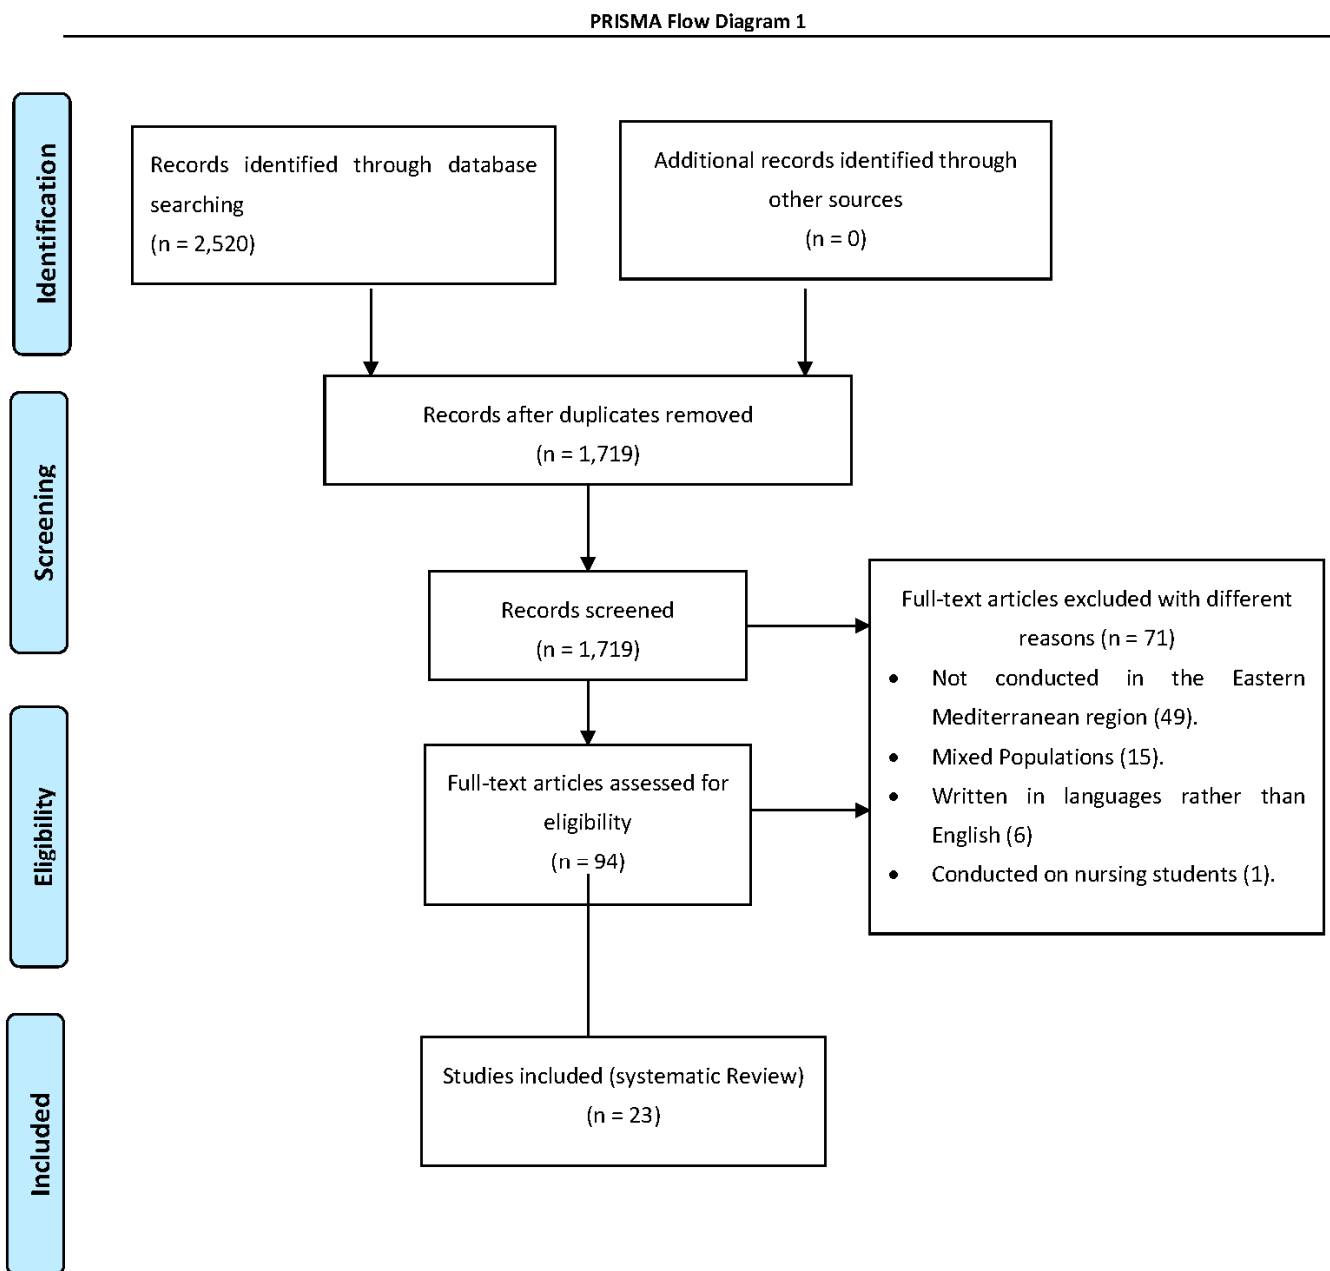 PRISMA Flow Diagram 1
Identification
Records identified through database
searching
(n = 2,520)
Additional records identified through
other sources
(n = 0)
Records after duplicates removed
(n = 1,719)
Screening
Records screened
(n = 1,719)
Full-text articles excluded with different
reasons (n = 71)
• Not conducted in the Eastern
Mediterranean region (49).
• Mixed Populations (15).
• Written in languages rather than
English (6)
• Conducted on nursing students (1).
Eligibility
Full-text articles assessed for
eligibility
(n = 94)
Included
Studies included (systematic Review)
(n = 23)